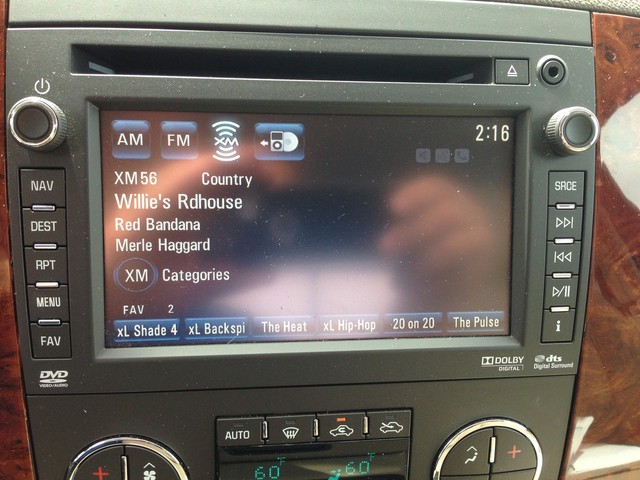 AM FM XM 2:16
XM56 Country
Willie's Rdhouse
Red Bandana
Merle Haggard
XM Categories
FAV 2
xL Shade 4 xL Backspi The Heat xL Hip-Hop 20 on 20 The Pulse
NAV
DEST
RPT
MENU
FAV
SRCE
i
DVD
VIDEO/AUDIO
DOLBY
DIGITAL
dts
Digital Surround
AUTO
60°F 60°F